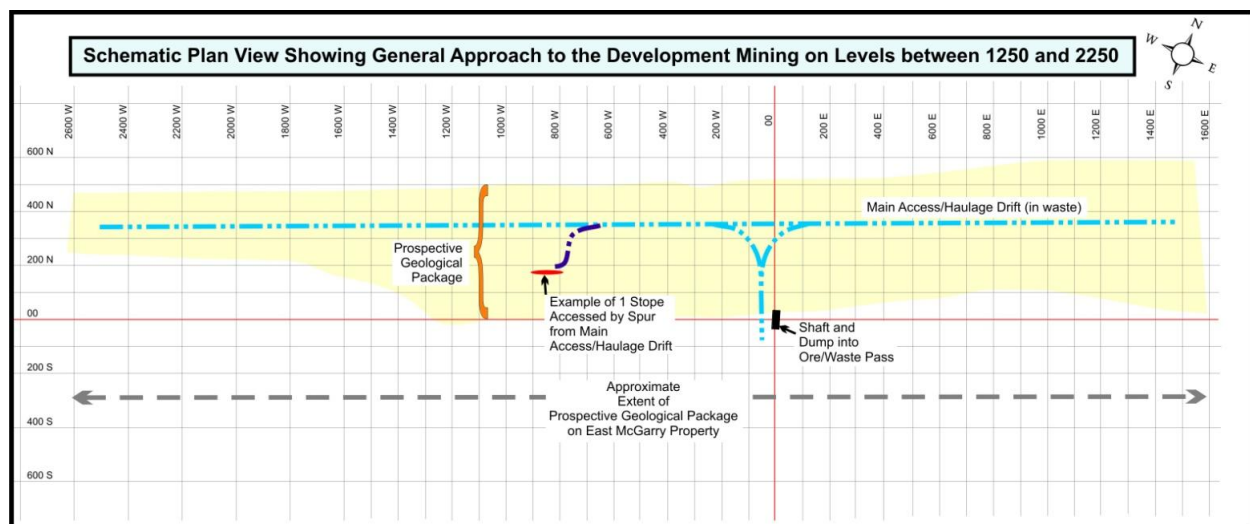 Schematic Plan View Showing General Approach to the Development Mining on Levels between 1250 and 2250
N
W
E
S
2600 W
2400 W
2200 W
2000 W
1800 W
1600 W
1400 W
1200 W
1000 W
800 W
600 W
400 W
200 W
00
200 E
400 E
600 E
800 E
1000 E
1200 E
1400 E
1600 E
600 N
400 N
200 N
00
200 S
400 S
600 S
Main Access/Haulage Drift (in waste)
Prospective
Geological
Package
Example of 1 Stope
Accessed by Spur
from Main
Access/Haulage Drift
Shaft and
Dump into
Ore/Waste Pass
Approximate
Extent of
Prospective Geological Package
on East McGarry Property